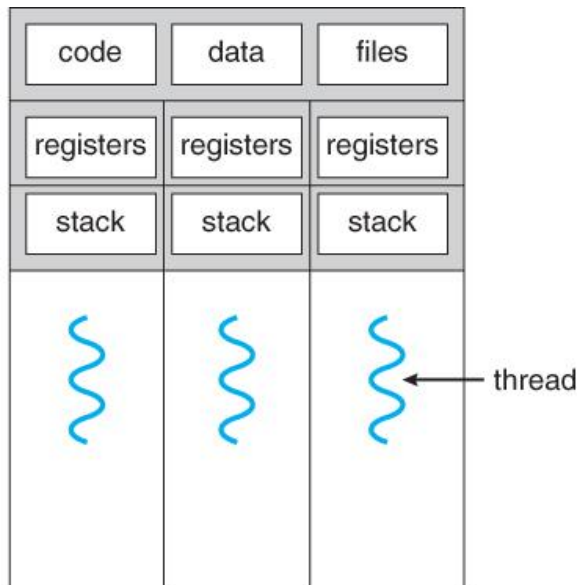 code data files
registers registers registers
stack stack stack
thread